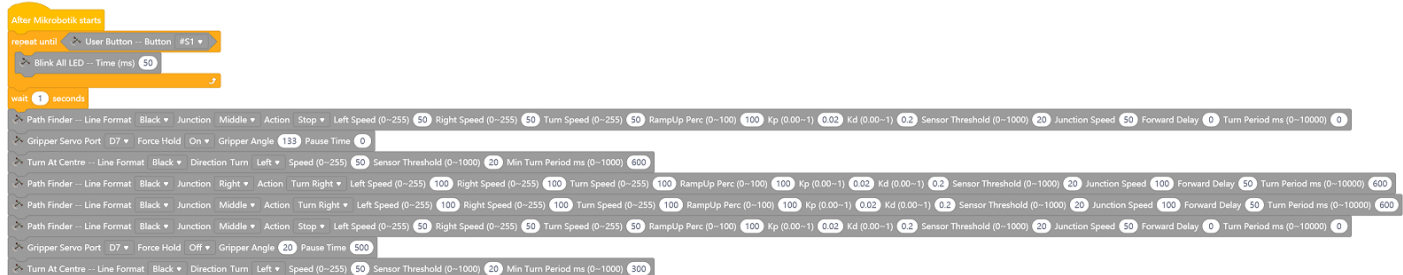 After Mikrobotik starts
repeat until User Button -- Button #S1
Blink All LED -- Time (ms) 50
wait 1 seconds
Path Finder -- Line Format Black Junction Middle Action Stop Left Speed (0~255) 50 Right Speed (0~255) 50 Turn Speed (0~255) 50 RampUp Perc (0~100) 100 Kp (0.00~1) 0.02 Kd (0.00~1) 0.2 Sensor Threshold (0~1000) 20 Junction Speed 50 Forward Delay 0 Turn Period ms (0~10000) 0
Gripper Servo Port D7 Force Hold On Gripper Angle 133 Pause Time 0
Turn At Centre -- Line Format Black Direction Turn Left Speed (0~255) 50 Sensor Threshold (0~1000) 20 Min Turn Period ms (0~10000) 600
Path Finder -- Line Format Black Junction Right Action Turn Right Left Speed (0~255) 100 Right Speed (0~255) 100 Turn Speed (0~255) 100 RampUp Perc (0~100) 100 Kp (0.00~1) 0.02 Kd (0.00~1) 0.2 Sensor Threshold (0~1000) 20 Junction Speed 100 Forward Delay 50 Turn Period ms (0~10000) 600
Path Finder -- Line Format Black Junction Middle Action Turn Right Left Speed (0~255) 100 Right Speed (0~255) 100 Turn Speed (0~255) 100 RampUp Perc (0~100) 100 Kp (0.00~1) 0.02 Kd (0.00~1) 0.2 Sensor Threshold (0~1000) 20 Junction Speed 100 Forward Delay 50 Turn Period ms (0~10000) 600
Path Finder -- Line Format Black Junction Middle Action Stop Left Speed (0~255) 50 Right Speed (0~255) 50 Turn Speed (0~255) 50 RampUp Perc (0~100) 100 Kp (0.00~1) 0.02 Kd (0.00~1) 0.2 Sensor Threshold (0~1000) 20 Junction Speed 50 Forward Delay 0 Turn Period ms (0~10000) 0
Gripper Servo Port D7 Force Hold Off Gripper Angle 20 Pause Time 500
Turn At Centre -- Line Format Black Direction Turn Left Speed (0~255) 50 Sensor Threshold (0~1000) 20 Min Turn Period ms (0~10000) 300